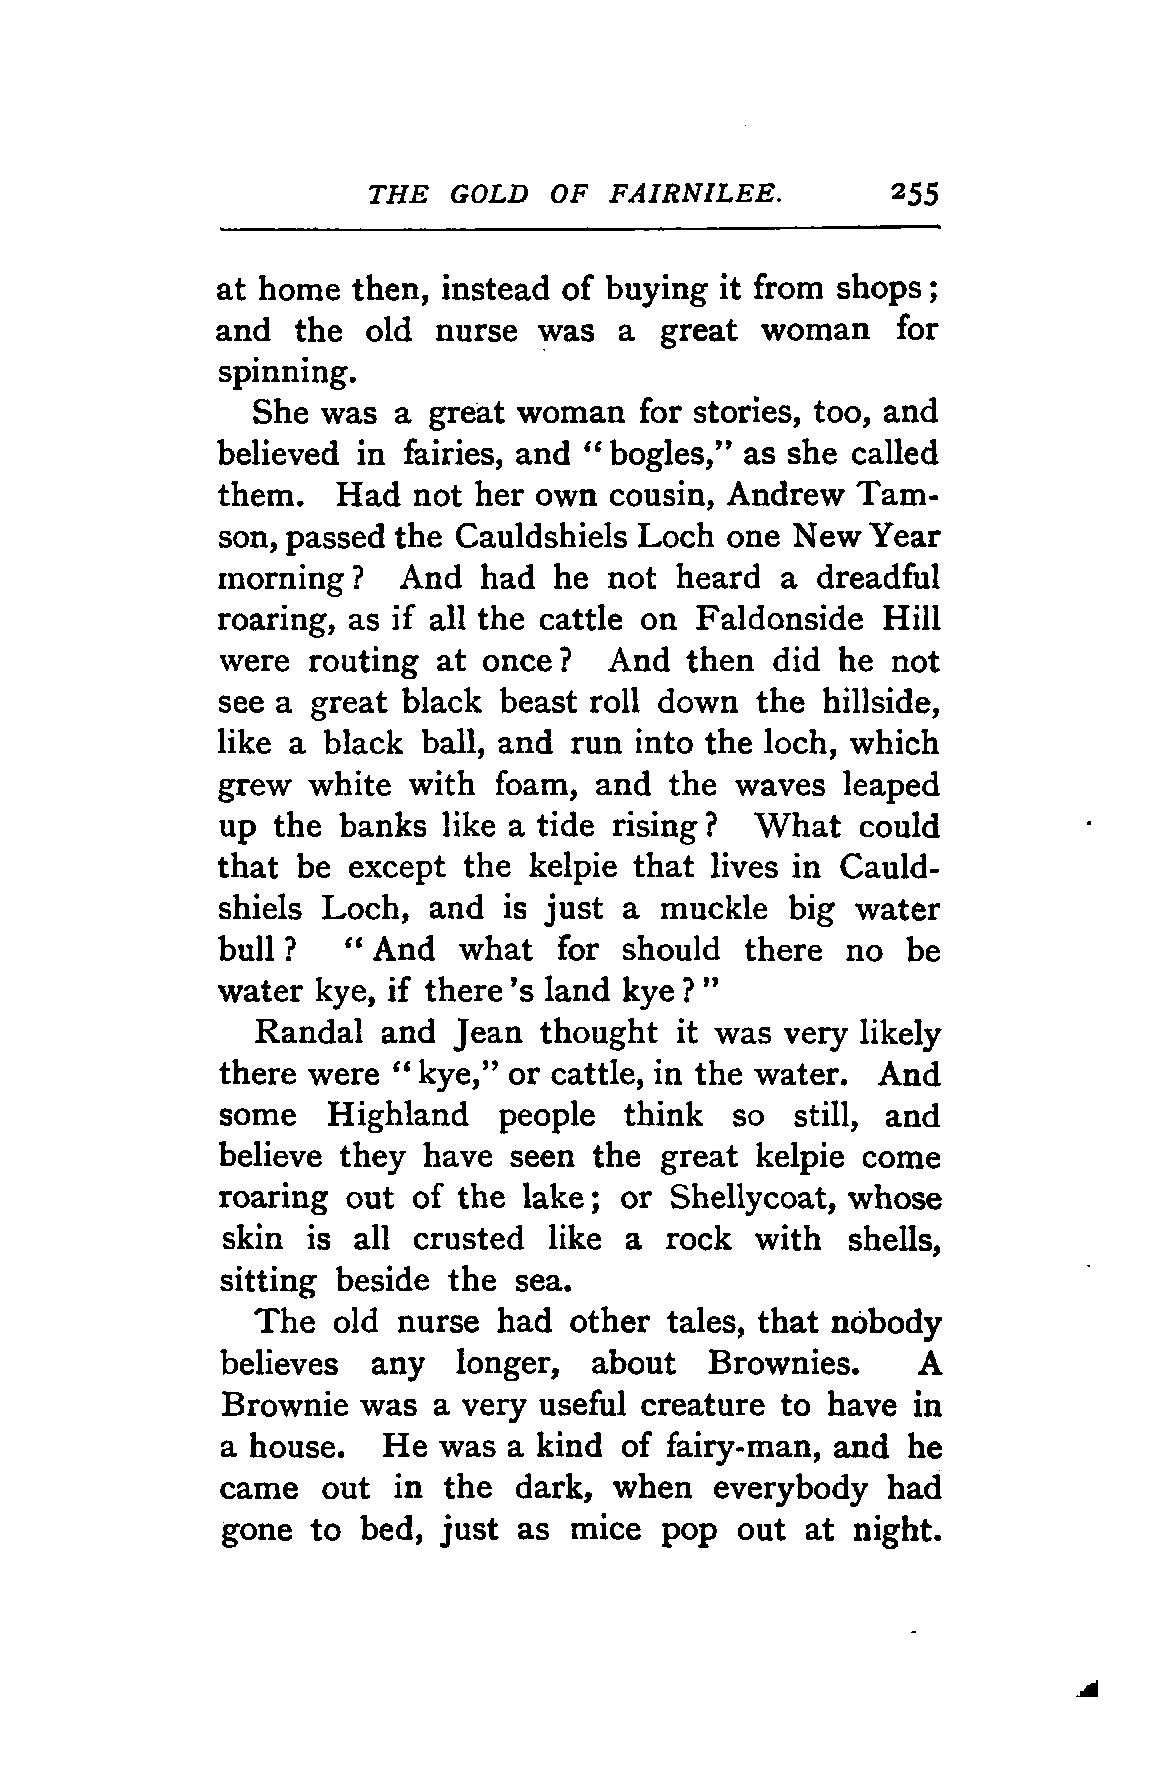 THE GOLD OF FAIRNILEE. 255
at home then, instead of buying it from shops;
and the old nurse was a great woman for
spinning.
She was a great woman for stories, too, and
believed in fairies, and "bogles," as she called
them. Had not her own cousin, Andrew Tam-
son, passed the Cauldshiels Loch one New Year
morning? And had he not heard a dreadful
roaring, as if all the cattle on Faldonside Hill
were routing at once? And then did he not
see a great black beast roll down the hillside,
like a black ball, and run into the loch, which
grew white with foam, and the waves leaped
up the banks like a tide rising? What could
that be except the kelpie that lives in Cauld-
shiels Loch, and is just a muckle big water
bull? "And what for should there no be
water kye, if there's land kye?"
Randal and Jean thought it was very likely
there were "kye," or cattle, in the water. And
some Highland people think so still, and
believe they have seen the great kelpie come
roaring out of the lake; or Shellycoat, whose
skin is all crusted like a rock with shells,
sitting beside the sea.
The old nurse had other tales, that nobody
believes any longer, about Brownies. A
Brownie was a very useful creature to have in
a house. He was a kind of fairy-man, and he
came out in the dark, when everybody had
gone to bed, just as mice pop out at night.